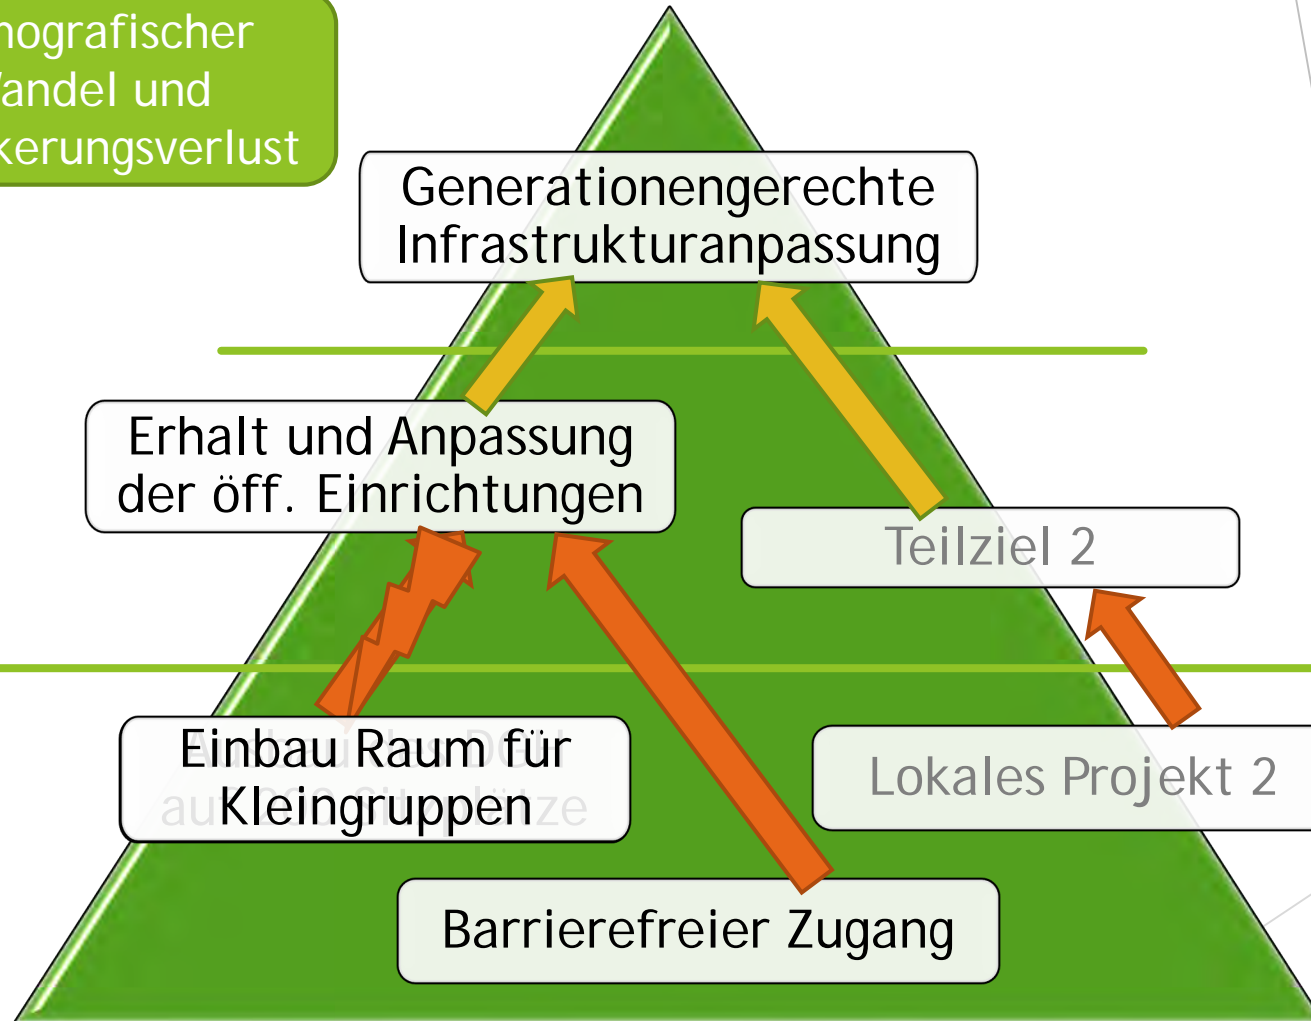 nografischer
andel und
kerungsverlust
Generationengerechte
Infrastrukturanpassung
Erhalt und Anpassung
der öff. Einrichtungen
Teilziel 2
Einbau Raum für
Kleingruppen
Lokales Projekt 2
Barrierefreier Zugang